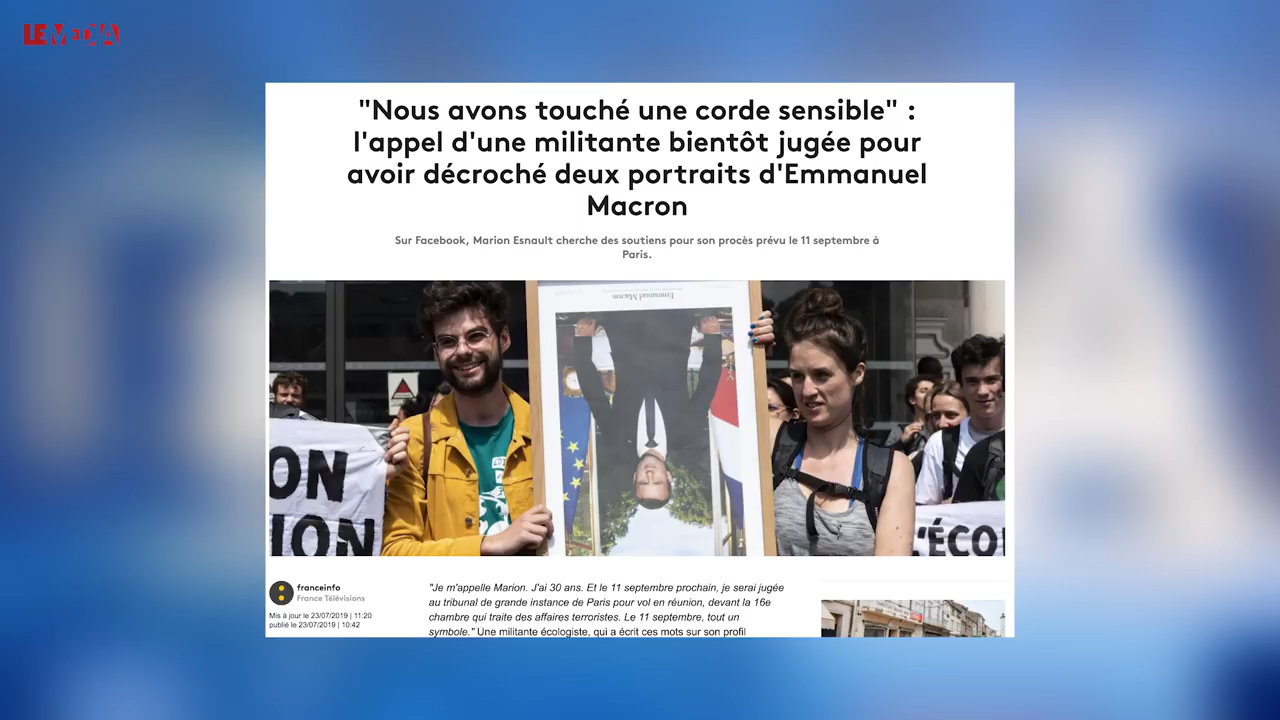 LEMEDIA
"Nous avons touché une corde sensible" :
l'appel d'une militante bientôt jugée pour
avoir décroché deux portraits d'Emmanuel
Macron
Sur Facebook, Marion Esnault cherche des soutiens pour son procès prévu le 11 septembre à
Paris.
Emmanuel Macron
ON
ION
'ÉCO
franceinfo
France Télévisions
Mis à jour le 23/07/2019 | 11:20
publié le 23/07/2019 | 10:42
"Je m'appelle Marion. J'ai 30 ans. Et le 11 septembre prochain, je serai jugée
au tribunal de grande instance de Paris pour vol en réunion, devant la 16e
chambre qui traite des affaires terroristes. Le 11 septembre, tout un
symbole." Une militante écologiste, qui a écrit ces mots sur son profil